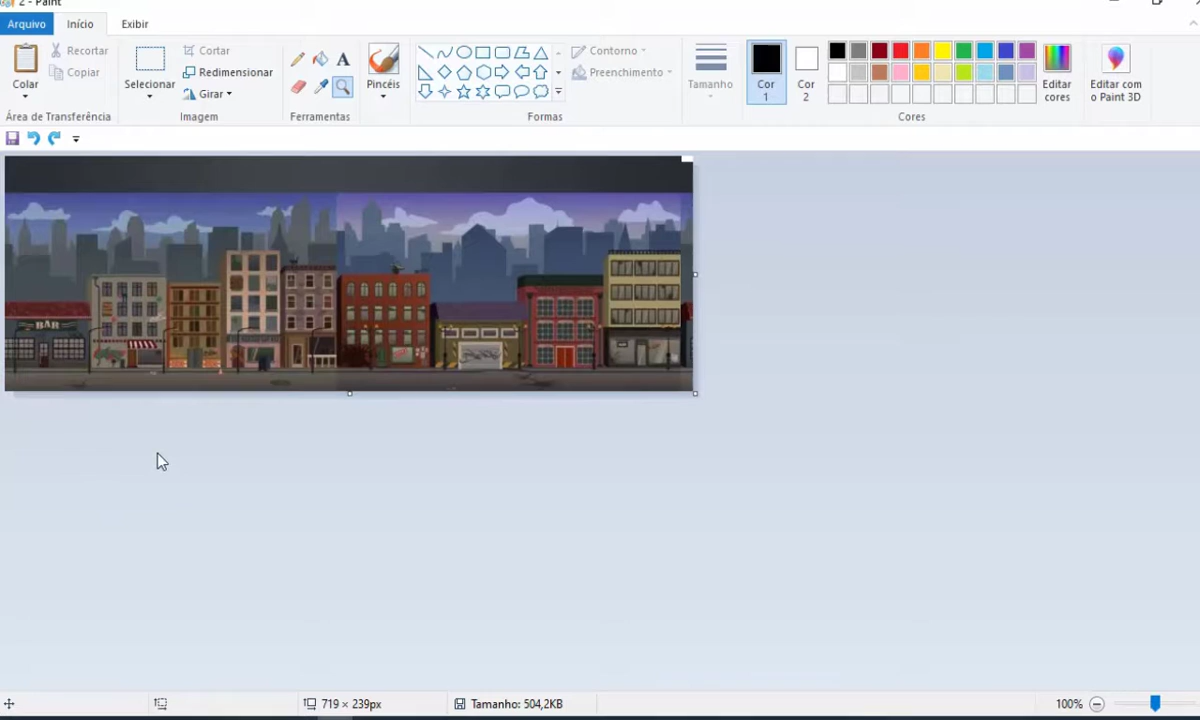 2 - Paint
Arquivo Início Exibir
Colar
Recortar
Copiar
Área de Transferência
Selecionar
Cortar
Redimensionar
Girar
Imagem
A
Ferramentas
Pincéis
Contorno
Preenchimento
Formas
Tamanho
Cor
1
Cor
2
Cores
Editar
cores
Editar com
o Paint 3D
BAR
719 × 239px
Tamanho: 504,2KB
100%